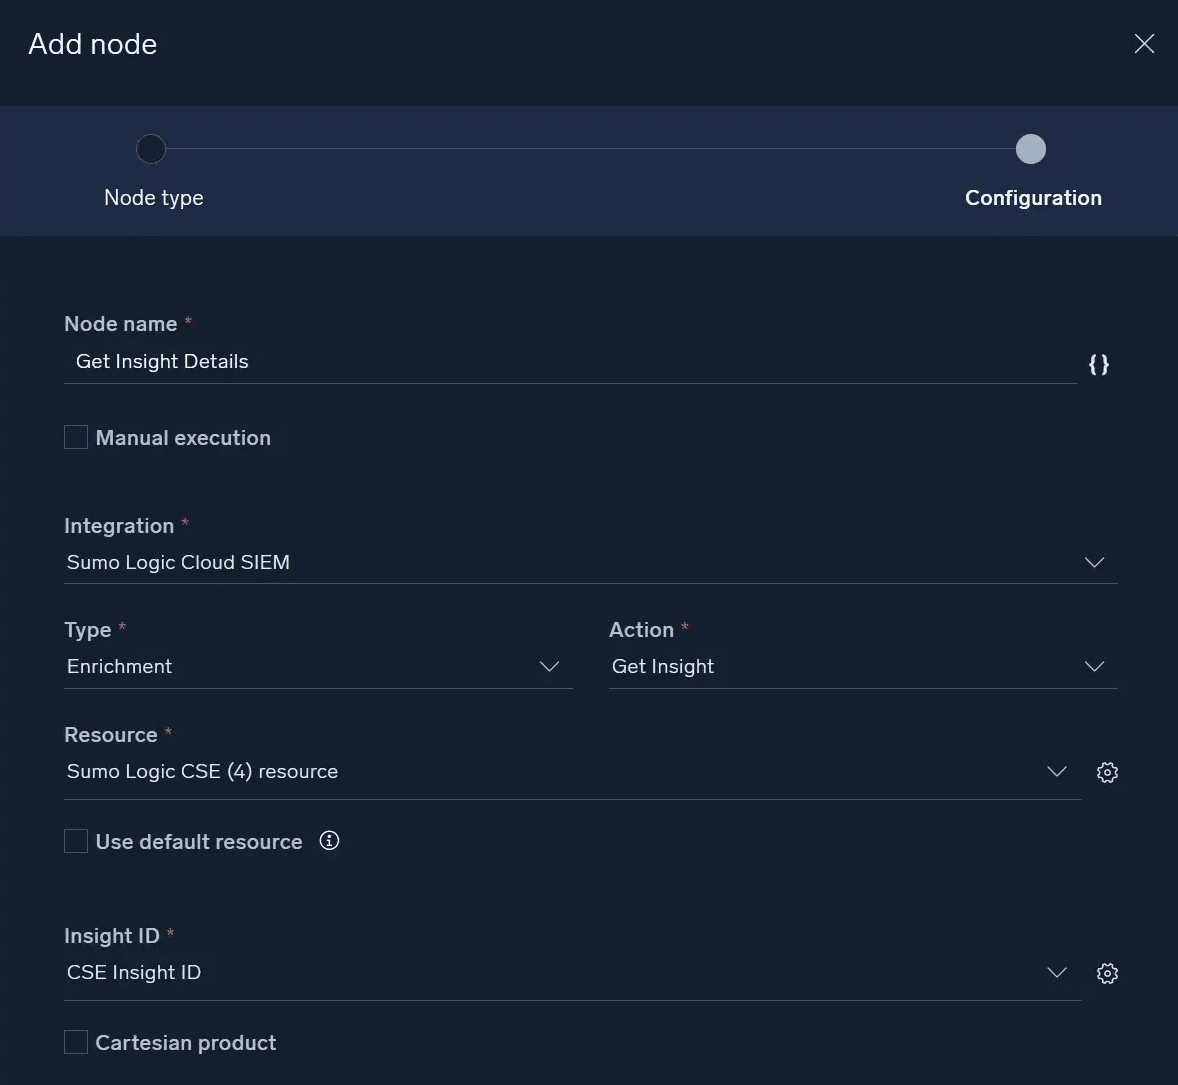 Add node
Node type
Configuration
Node name *
Get Insight Details
{}
Manual execution
Integration *
Sumo Logic Cloud SIEM
Type *
Action *
Enrichment
Get Insight
Resource *
Sumo Logic CSE (4) resource
Use default resource
Insight ID *
CSE Insight ID
Cartesian product